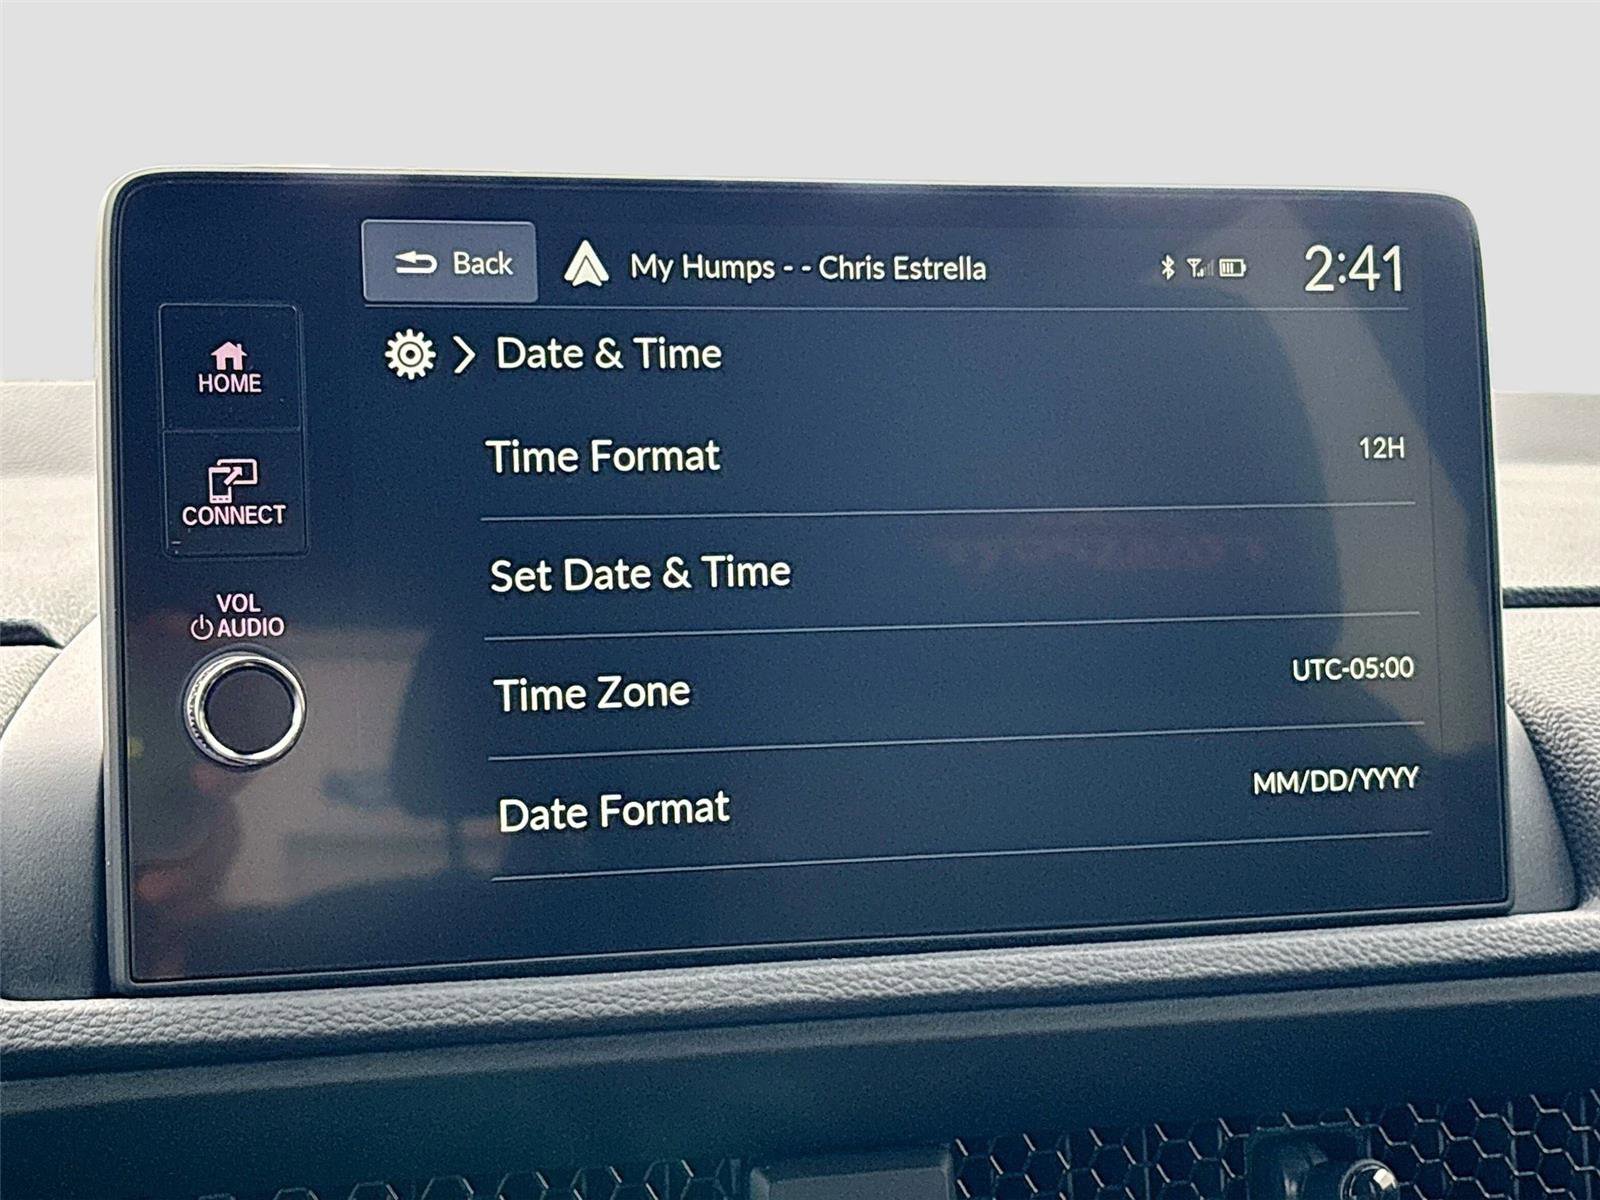 Back
My Humps - - Chris Estrella
2:41
HOME
CONNECT
VOL
AUDIO
Date & Time
Time Format
12H
Set Date & Time
Time Zone
UTC-05:00
Date Format
MM/DD/YYYY